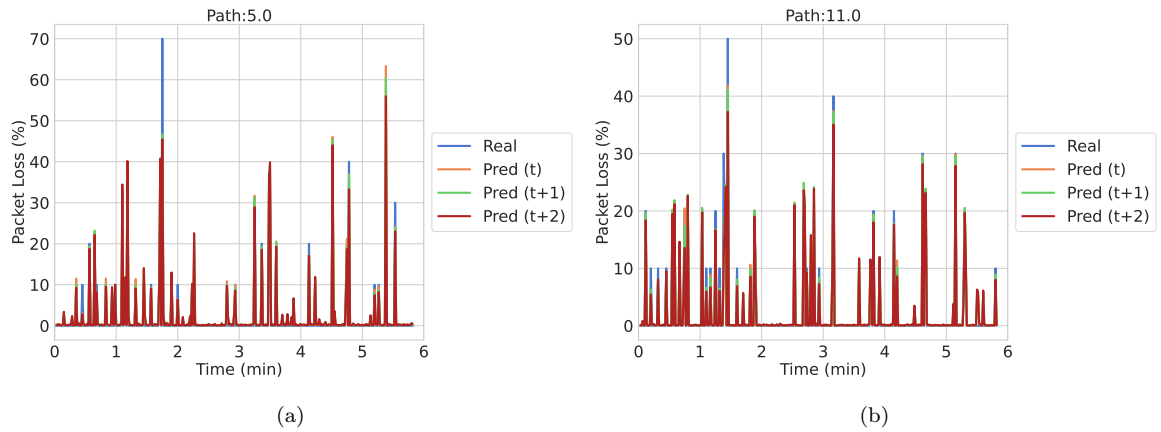 Path:5.0
70
60
50
40
30
20
10
0
Packet Loss (%)
0 1 2 3 4 5 6
Time (min)
Real
Pred (t)
Pred (t+1)
Pred (t+2)
(a)
Path:11.0
50
40
30
20
10
0
Packet Loss (%)
0 1 2 3 4 5 6
Time (min)
Real
Pred (t)
Pred (t+1)
Pred (t+2)
(b)